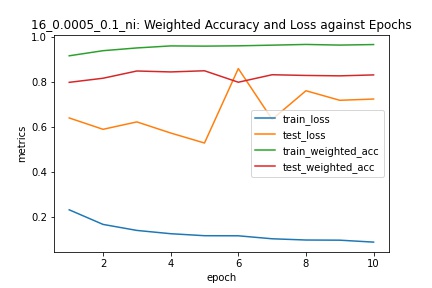 16_0.0005_0.1_ni: Weighted Accuracy and Loss against Epochs
1.0
0.8
0.6
0.4
0.2
metrics
train_loss
test_loss
train_weighted_acc
test_weighted_acc
2 4 6 8 10
epoch